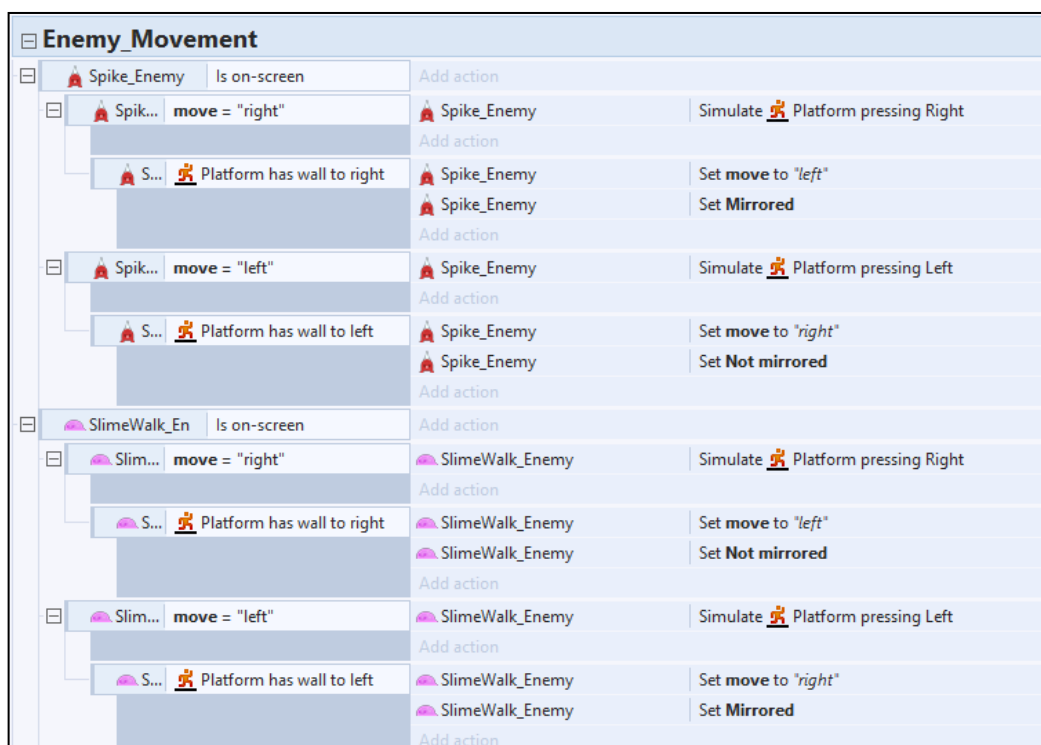 Enemy_Movement
Spike_Enemy Is on-screen Add action
Spik... move = "right" Spike_Enemy Simulate Platform pressing Right
Add action
S... Platform has wall to right Spike_Enemy Set move to "left"
Spike_Enemy Set Mirrored
Add action
Spik... move = "left" Spike_Enemy Simulate Platform pressing Left
Add action
S... Platform has wall to left Spike_Enemy Set move to "right"
Spike_Enemy Set Not mirrored
Add action
SlimeWalk_En Is on-screen Add action
Slim... move = "right" SlimeWalk_Enemy Simulate Platform pressing Right
Add action
S... Platform has wall to right SlimeWalk_Enemy Set move to "left"
SlimeWalk_Enemy Set Not mirrored
Add action
Slim... move = "left" SlimeWalk_Enemy Simulate Platform pressing Left
Add action
S... Platform has wall to left SlimeWalk_Enemy Set move to "right"
SlimeWalk_Enemy Set Mirrored
Add action